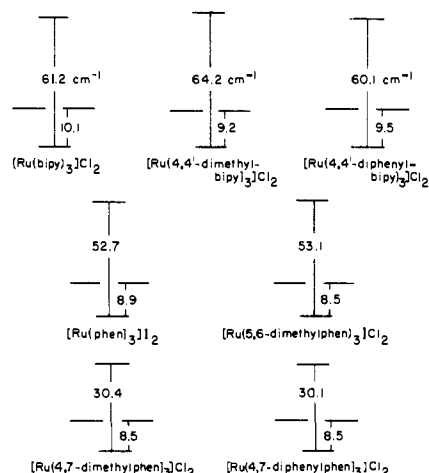 61.2 cm⁻¹
64.2 cm⁻¹
60.1 cm⁻¹
10.1
9.2
9.5
(Ru(bipy)₃]Cl₂
[Ru(4,4'-dimethyl-
bipy]₃]Cl₂
[Ru(4,4'-diphenyl-
bipy)₃]Cl₂
52.7
53.1
8.9
8.5
[Ru(phen]₃]I₂
[Ru(5,6-dimethylphen)₃]Cl₂
30.4
30.1
8.5
8.5
[Ru(4,7-dimethylphen]₃]Cl₂
[Ru(4,7-diphenylphen]₃]Cl₂